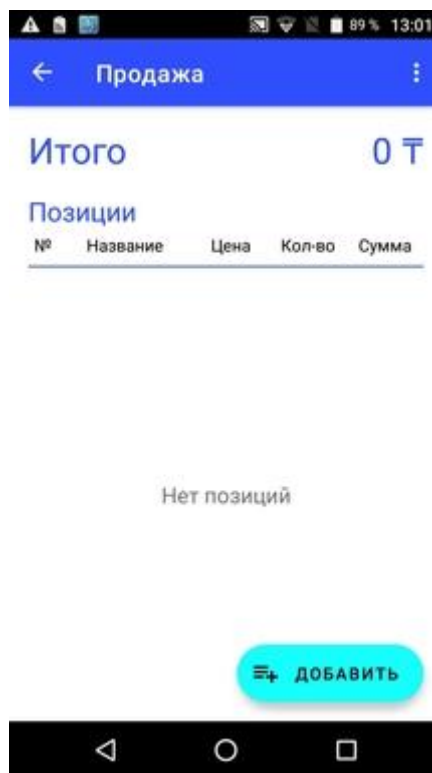 89 % 13:01
Продажа
Итого 0 ₸
Позиции
№ Название Цена Кол-во Сумма
Нет позиций
ДОБАВИТЬ